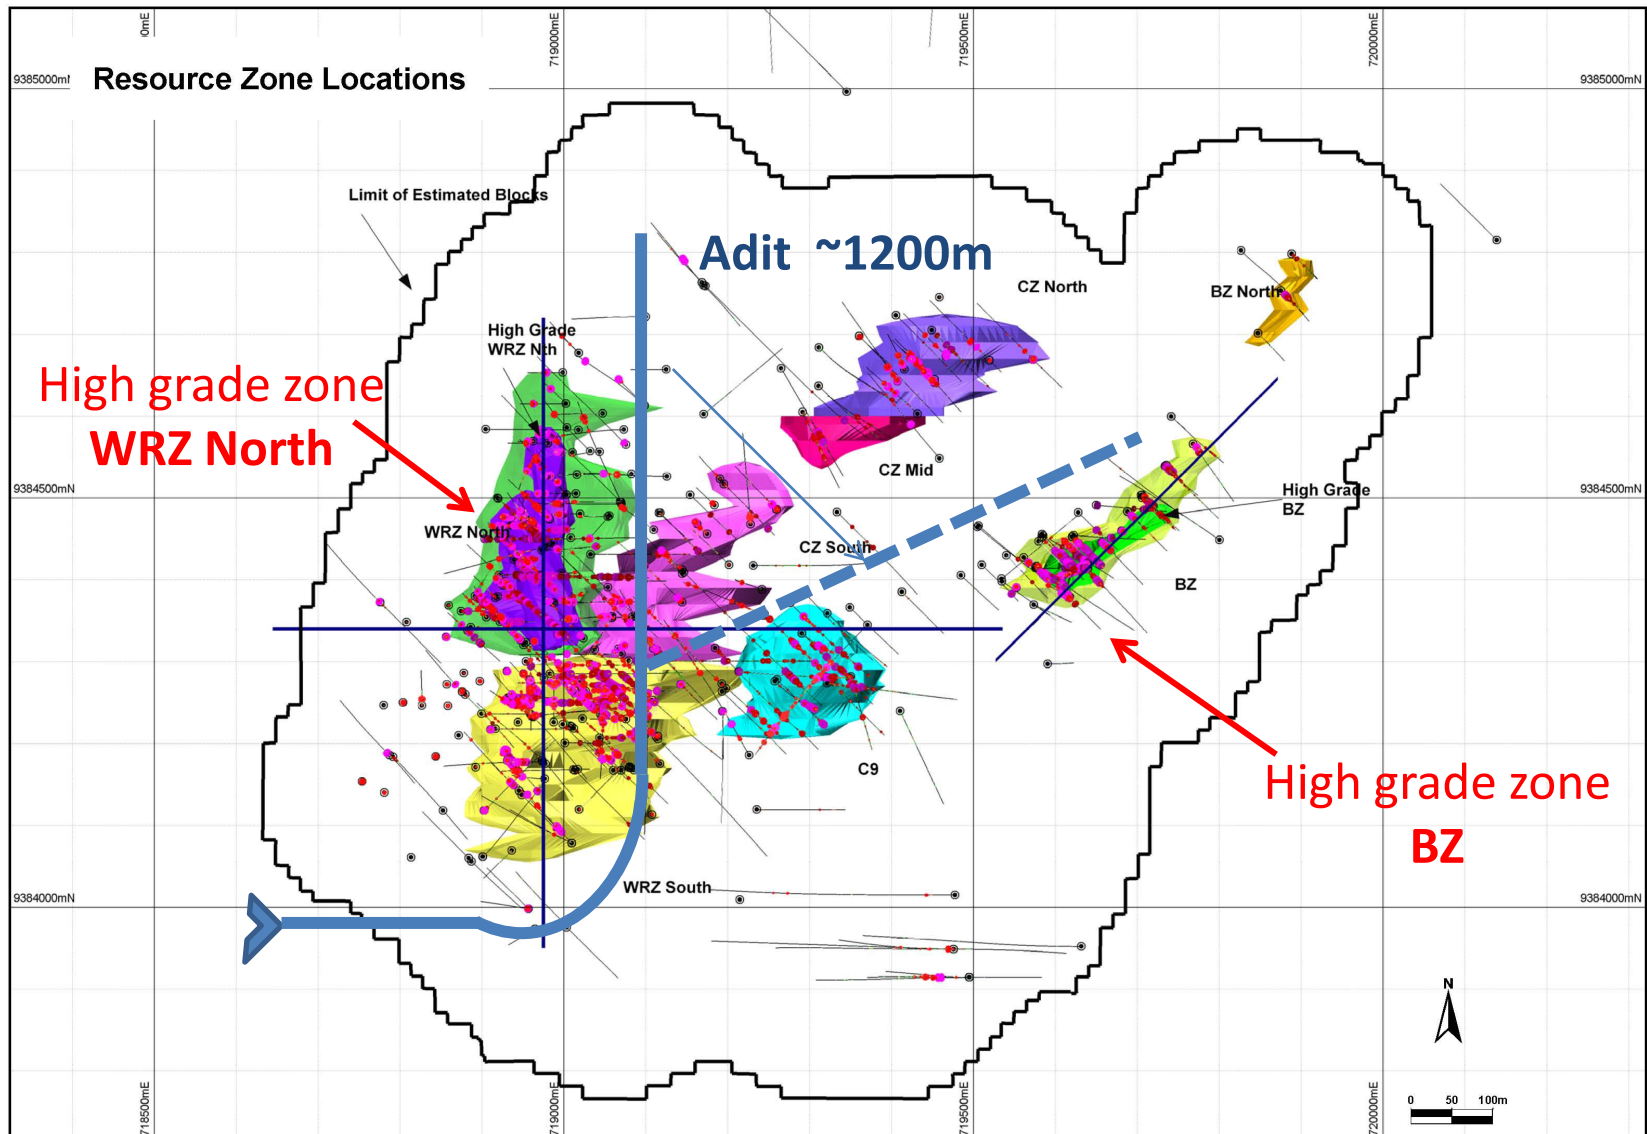 0mE
719000mE
719500mE
720000mE
9385000mN
Resource Zone Locations
9385000mN
Limit of Estimated Blocks
Adit ~1200m
CZ North
BZ North
High Grade
WRZ Nth
High grade zone
WRZ North
CZ Mid
9384500mN
High Grade
BZ
9384500mN
WRZ North
CZ South
BZ
C9
High grade zone
BZ
WRZ South
9384000mN
9384000mN
N
718500mE
719000mE
719500mE
720000mE
0 50 100m